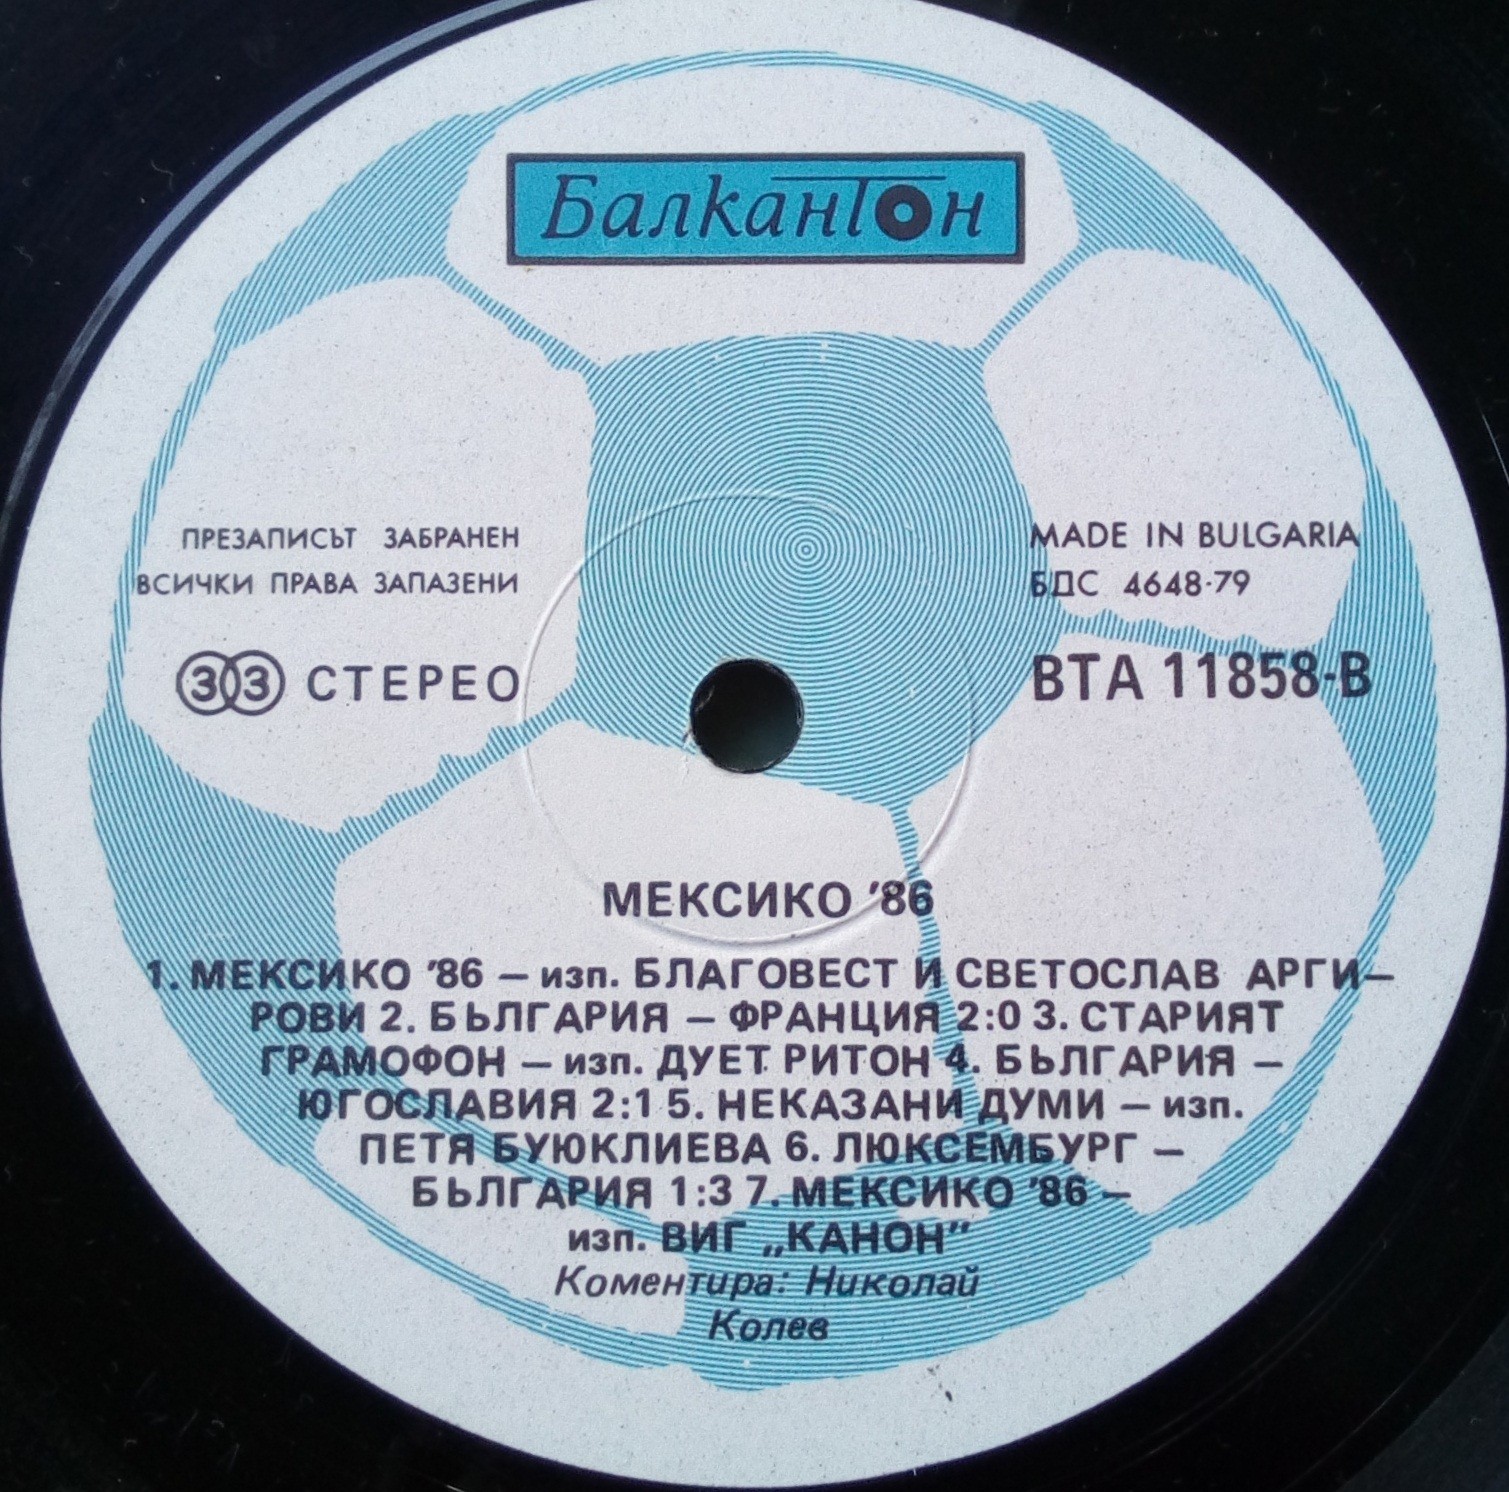 Балкантон
ПРЕЗАПИСЪТ ЗАБРАНЕН
ВСИЧКИ ПРАВА ЗАПАЗЕНИ
33 СТЕРЕО
MADE IN BULGARIA
БДС 4648-79
ВТА 11858-В
МЕКСИКО '86
1. МЕКСИКО '86 — изп. БЛАГОВЕСТ И СВЕТОСЛАВ АРГИ–
РОВИ 2. БЪЛГАРИЯ — ФРАНЦИЯ 2:0 3. СТАРИЯТ
ГРАМОФОН — изп. ДУЕТ РИТОН 4. БЪЛГАРИЯ —
ЮГОСЛАВИЯ 2:1 5. НЕКАЗАНИ ДУМИ — изп.
ПЕТЯ БУЮКЛИЕВА 6. ЛЮКСЕМБУРГ —
БЪЛГАРИЯ 1:3 7. МЕКСИКО '86 —
изп. ВИГ „КАНОН"
Коментира: Николай
Колев